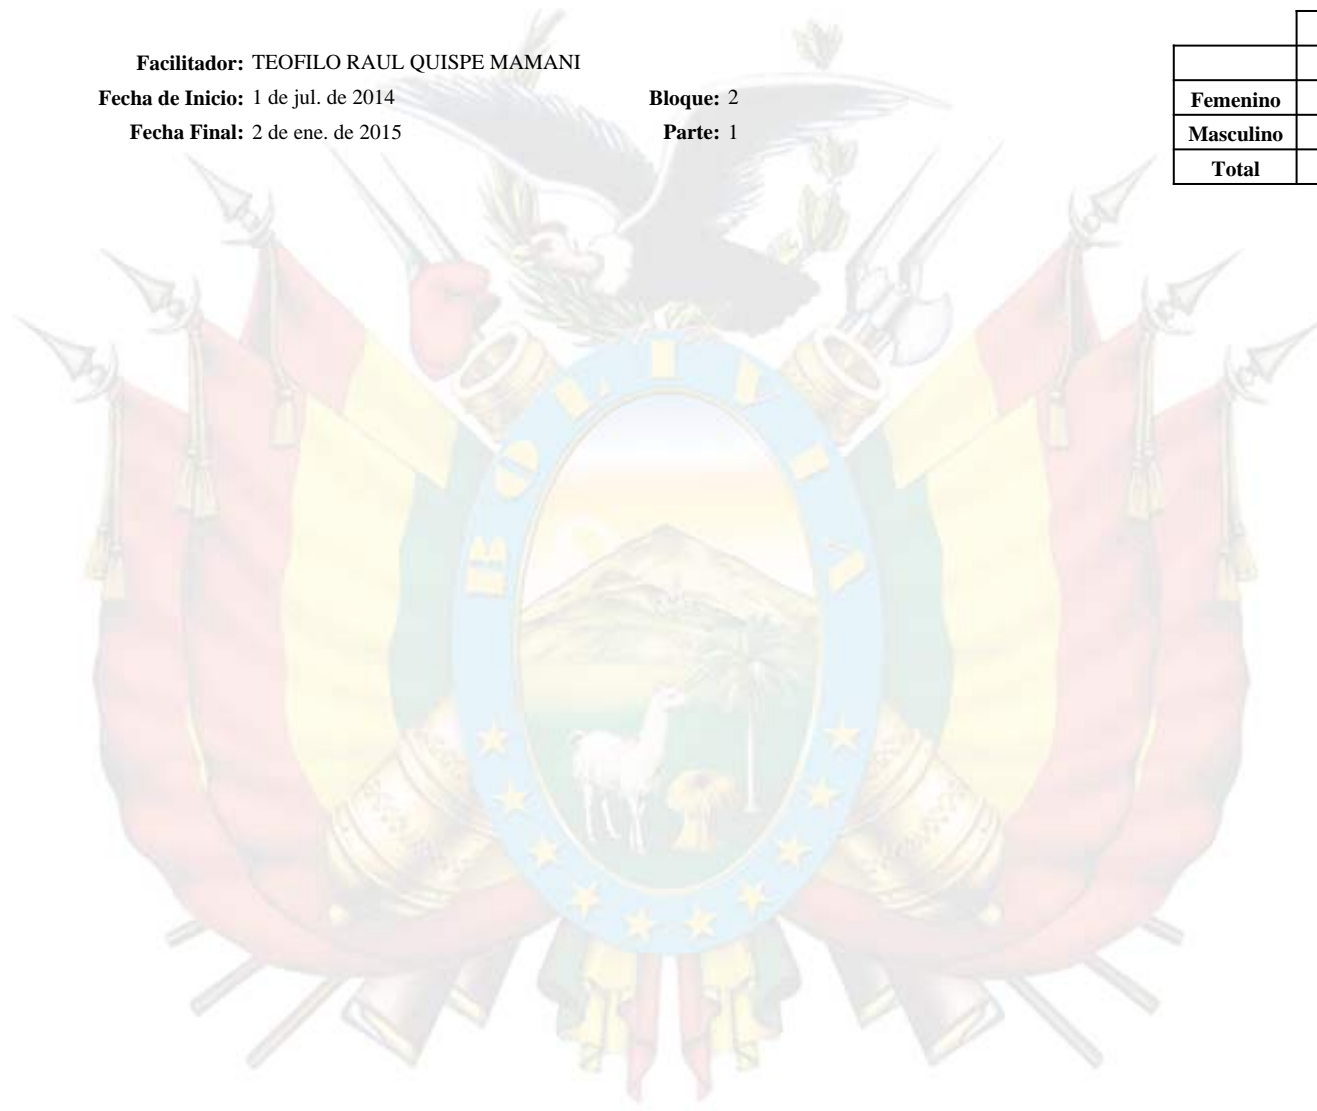 Facilitador: TEOFILO RAUL QUISPE MAMANI
Fecha de Inicio: 1 de jul. de 2014 Bloque: 2
Fecha Final: 2 de ene. de 2015 Parte: 1
Femenino
Masculino
Total
BOLIVIA